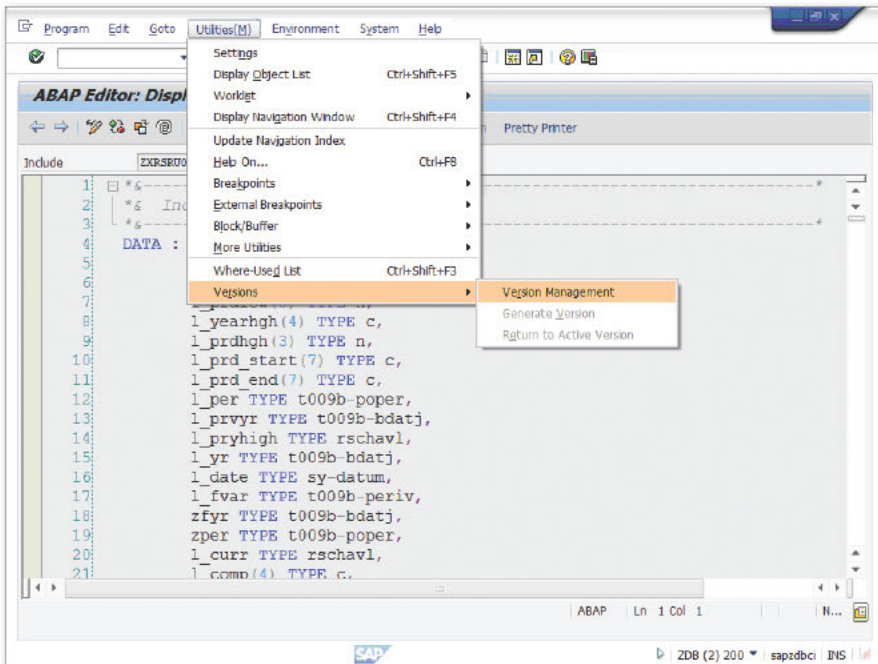 Program Edit Goto Utilities(M) Environment System Help
Settings
Display Object List Ctrl+Shift+F5
Worklist
Display Navigation Window Ctrl+Shift+F4
Update Navigation Index
Help On... Ctrl+F8
Breakpoints
External Breakpoints
Block/Buffer
More Utilities
Where-Used List Ctrl+Shift+F3
Versions
Version Management
Generate Version
Return to Active Version
ABAP Editor: Displ
Pretty Printer
Include ZXRSRU0
1 *&---- ----*
2 *& Inc
3 *&---- ----*
4 DATA :
5
6
7
8 l_yearhgh(4) TYPE c,
9 l_prdhgh(3) TYPE n,
10 l_prd_start(7) TYPE c,
11 l_prd_end(7) TYPE c,
12 l_per TYPE t009b-poper,
13 l_prvyr TYPE t009b-bdatj,
14 l_pryhigh TYPE rschavl,
15 l_yr TYPE t009b-bdatj,
16 l_date TYPE sy-datum,
17 l_fvar TYPE t009b-periv,
18 zfyr TYPE t009b-bdatj,
19 zper TYPE t009b-poper,
20 l_curr TYPE rschavl,
21 l_comp(4) TYPE c,
ABAP Ln 1 Col 1 N...
SAP ZDB (2) 200 sapzdbci INS